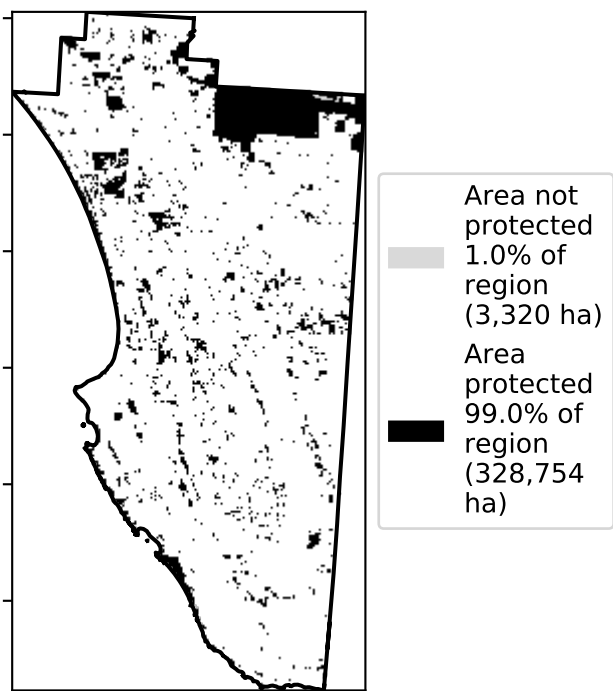 Area not
protected
1.0% of
region
(3,320 ha)
Area
protected
99.0% of
region
(328,754
ha)